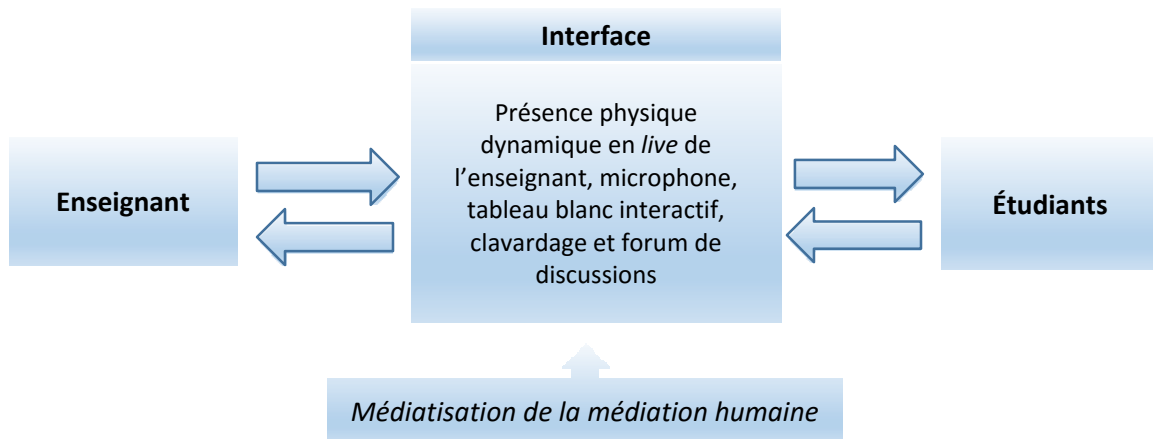 Interface
Présence physique
dynamique en live de
l’enseignant, microphone,
tableau blanc interactif,
clavardage et forum de
discussions
Enseignant
Étudiants
Médiatisation de la médiation humaine